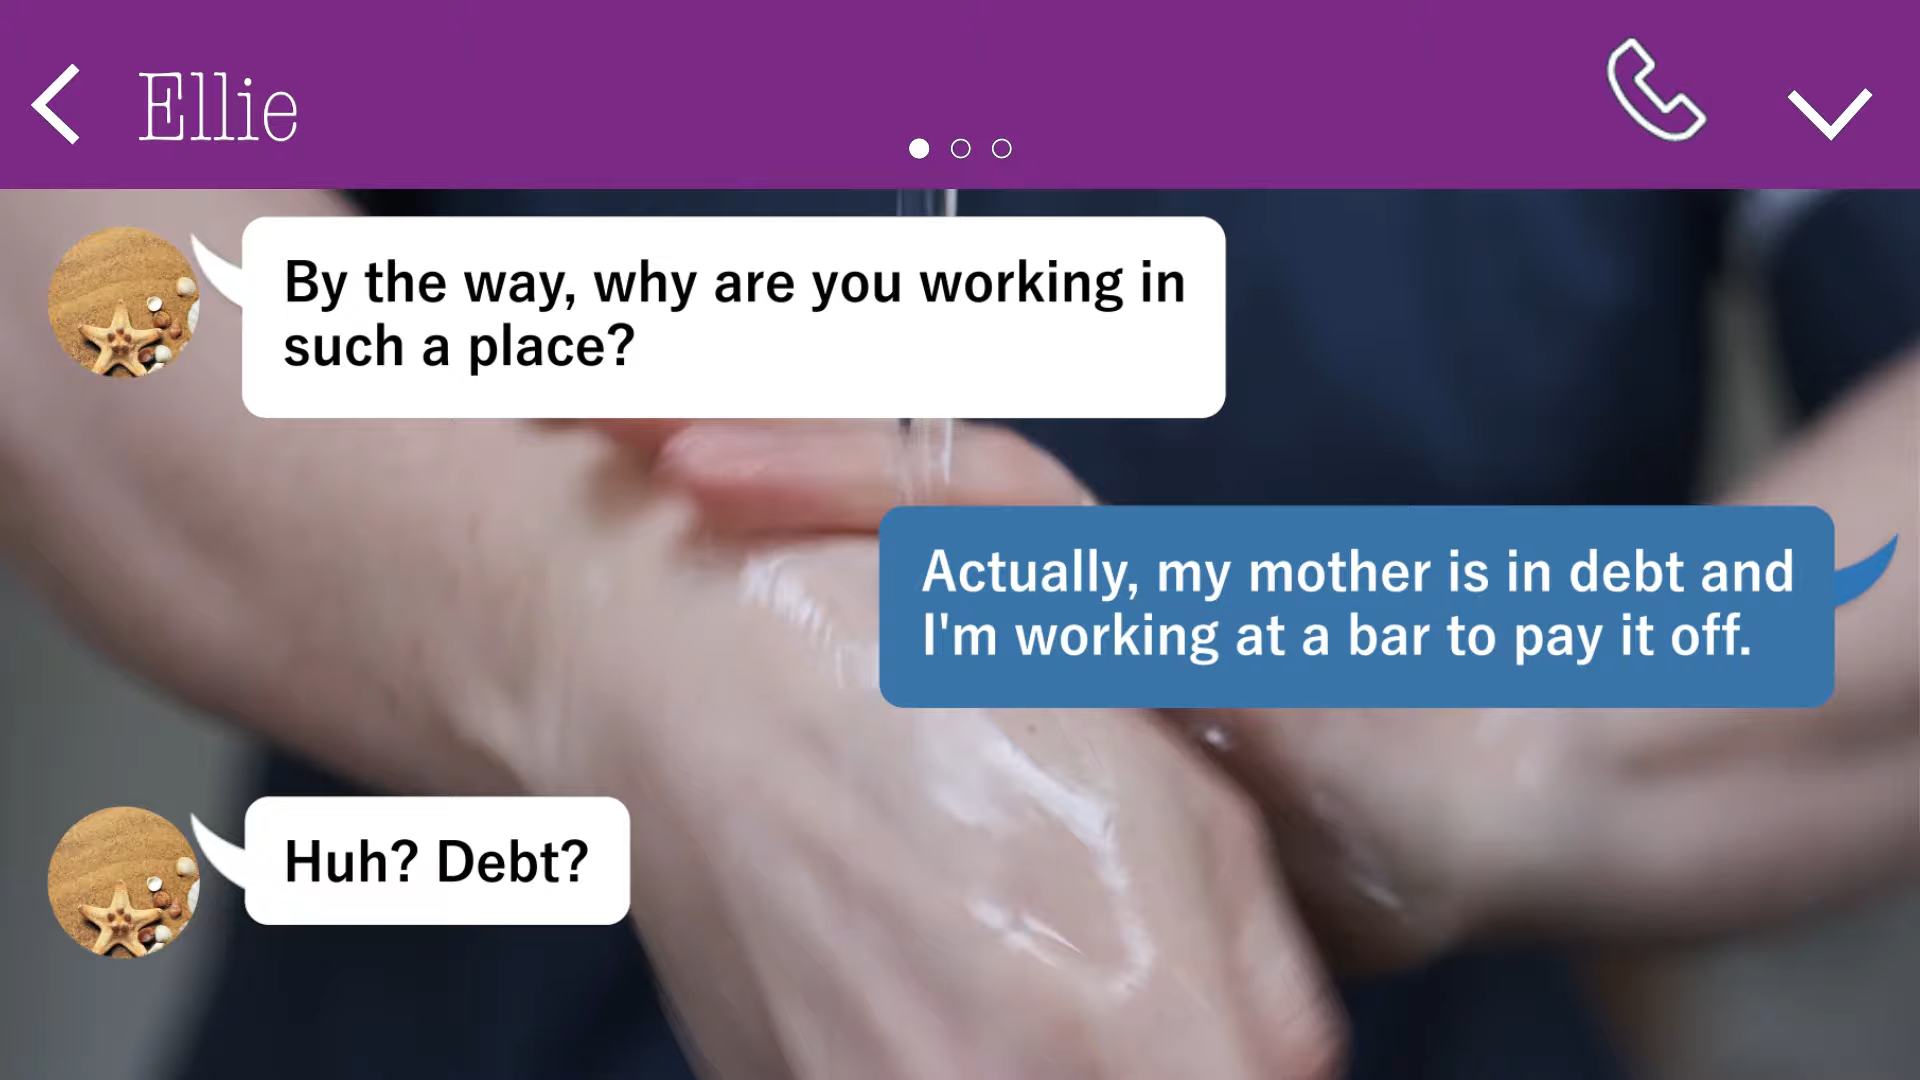 Ellie
By the way, why are you working in
such a place?
Actually, my mother is in debt and
I'm working at a bar to pay it off.
Huh? Debt?